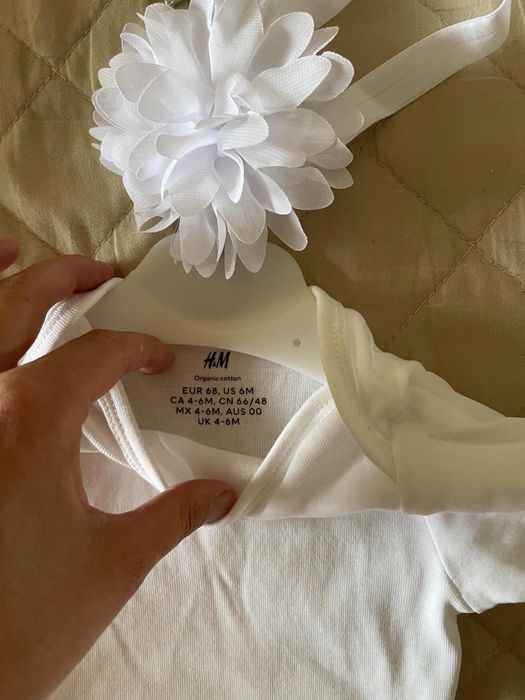 H&M
Organic cotton
EUR 68, US 6M
CA 4-6M, CN 66/48
MX 4-6M, AUS 00
UK 4-6M